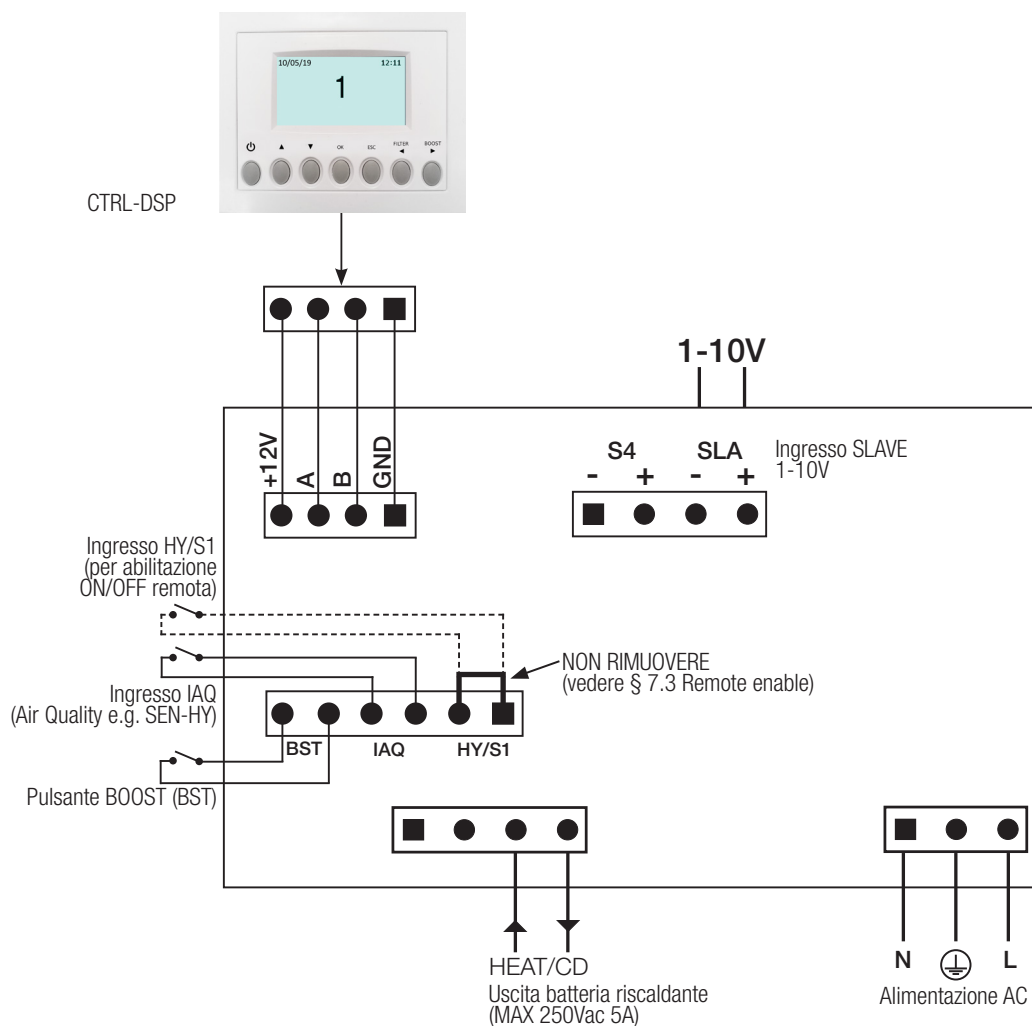 10/05/19 12:11
1
OK ESC FILTER BOOST
CTRL-DSP
1-10V
+12V
A
B
GND
S4 SLA
- + - +
Ingresso SLAVE
1-10V
Ingresso HY/S1
(per abilitazione
ON/OFF remota)
NON RIMUOVERE
(vedere § 7.3 Remote enable)
Ingresso IAQ
(Air Quality e.g. SEN-HY)
BST IAQ HY/S1
Pulsante BOOST (BST)
HEAT/CD
Uscita batteria riscaldante
(MAX 250Vac 5A)
N L
Alimentazione AC